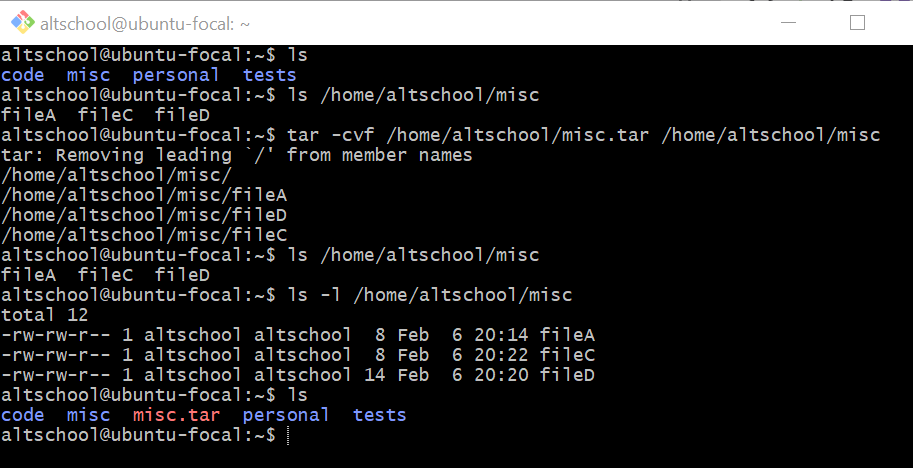 altschool@ubuntu-focal: ~
altschool@ubuntu-focal:~$ ls
code  misc  personal  tests
altschool@ubuntu-focal:~$ ls /home/altschool/misc
fileA  fileC  fileD
altschool@ubuntu-focal:~$ tar -cvf /home/altschool/misc.tar /home/altschool/misc
tar: Removing leading `/' from member names
/home/altschool/misc/
/home/altschool/misc/fileA
/home/altschool/misc/fileD
/home/altschool/misc/fileC
altschool@ubuntu-focal:~$ ls /home/altschool/misc
fileA  fileC  fileD
altschool@ubuntu-focal:~$ ls -l /home/altschool/misc
total 12
-rw-rw-r-- 1 altschool altschool  8 Feb  6 20:14 fileA
-rw-rw-r-- 1 altschool altschool  8 Feb  6 20:22 fileC
-rw-rw-r-- 1 altschool altschool 14 Feb  6 20:20 fileD
altschool@ubuntu-focal:~$ ls
code  misc  misc.tar  personal  tests
altschool@ubuntu-focal:~$